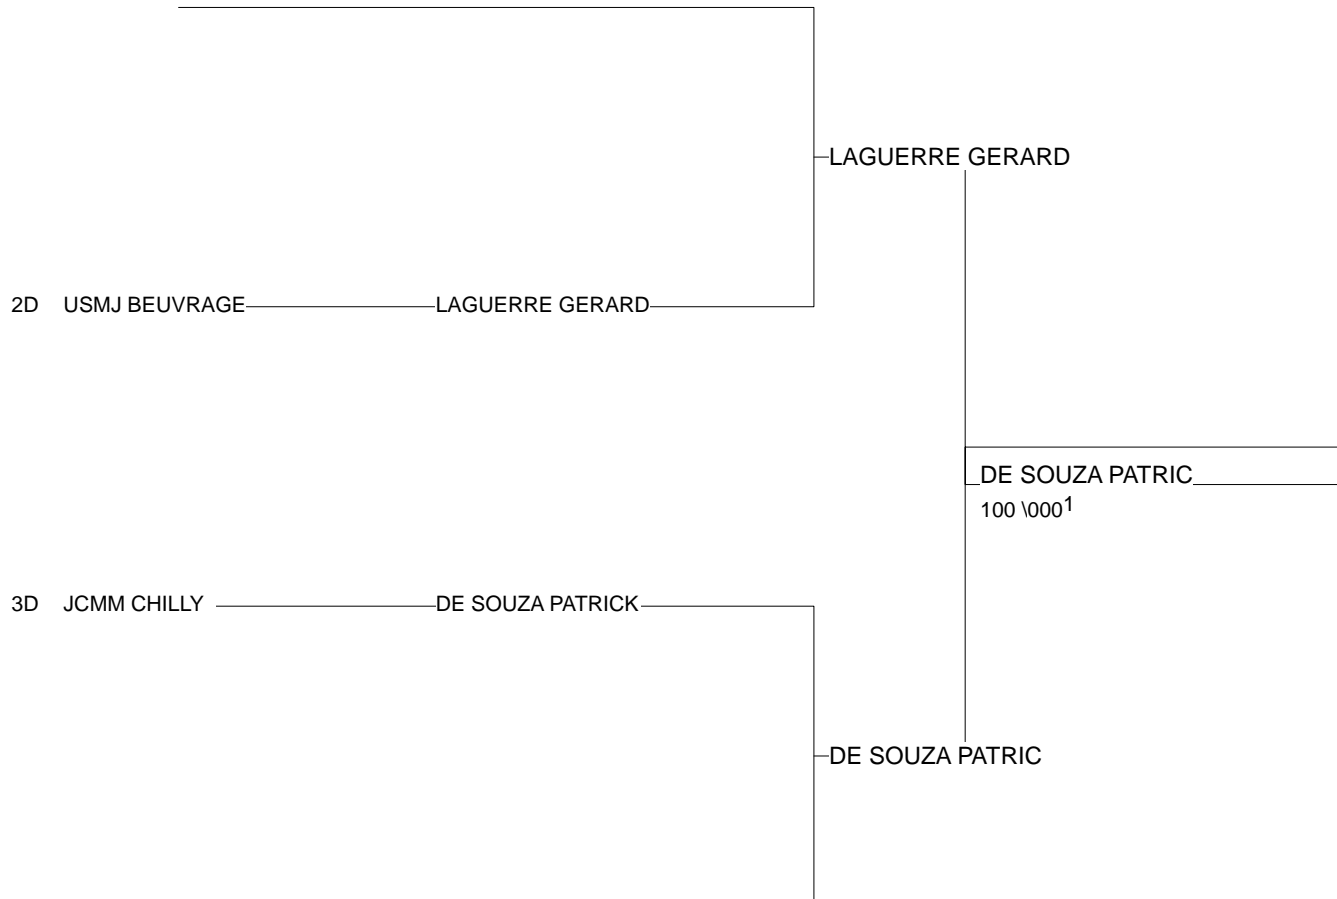 LAGUERRE GERARD
2D USMJ BEUVRAGE LAGUERRE GERARD
DE SOUZA PATRIC
100 \000 1
3D JCMM CHILLY DE SOUZA PATRICK
DE SOUZA PATRIC